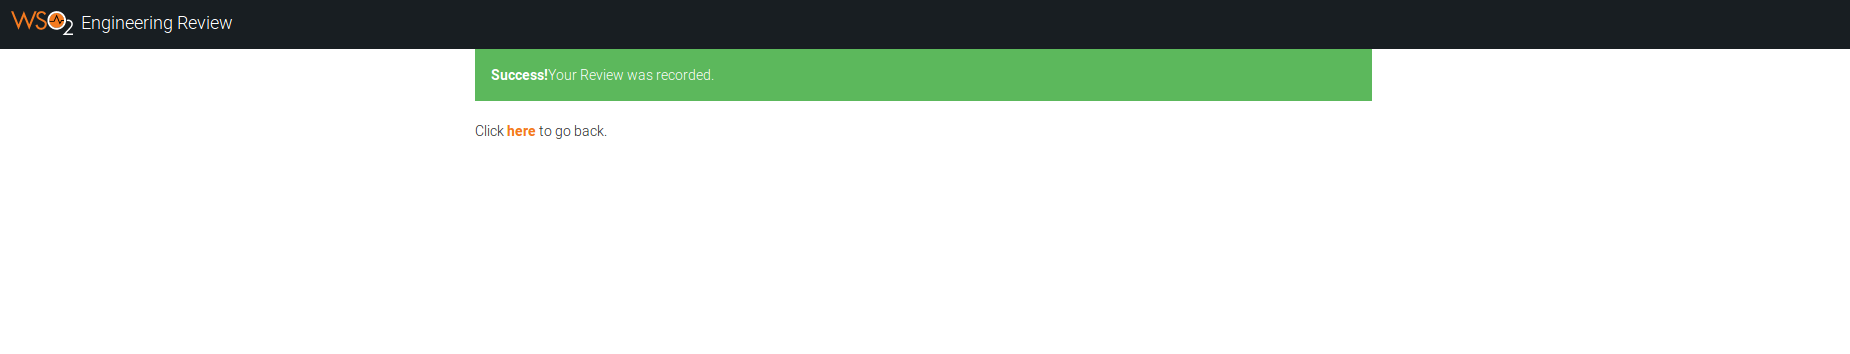 WSO2 Engineering Review
Success!Your Review was recorded.
Click here to go back.